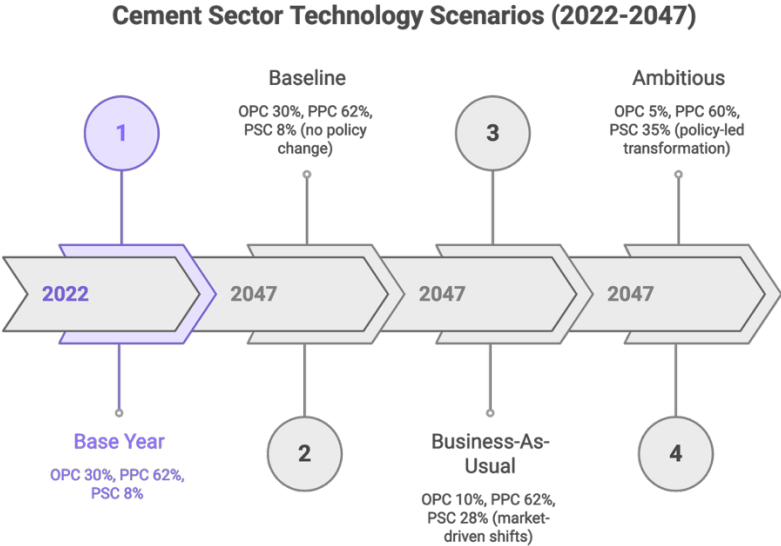 Cement Sector Technology Scenarios (2022-2047)
1
2022
Base Year
OPC 30%, PPC 62%,
PSC 8%
Baseline
OPC 30%, PPC 62%,
PSC 8% (no policy
change)
2047
2
3
2047
Business-As-
Usual
OPC 10%, PPC 62%,
PSC 28% (market-
driven shifts)
Ambitious
OPC 5%, PPC 60%,
PSC 35% (policy-led
transformation)
2047
4